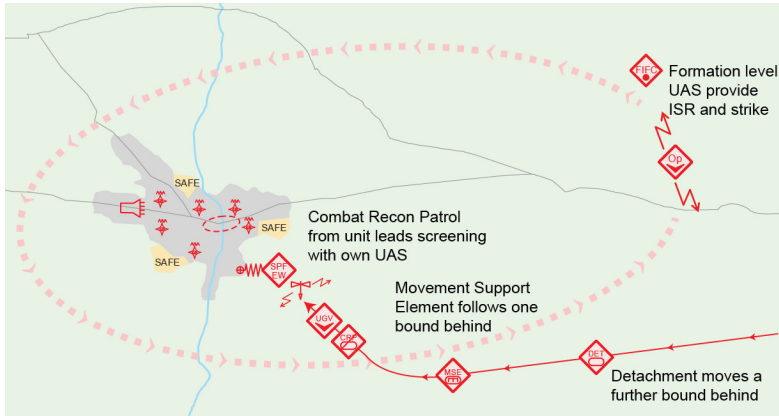 FIFC
Formation level
UAS provide
ISR and strike
Op
SAFE
SAFE
SAFE
Combat Recon Patrol
from unit leads screening
with own UAS
SPF
EW
Movement Support
Element follows one
bound behind
UGV
CRP
MSE
DET
Detachment moves a
further bound behind